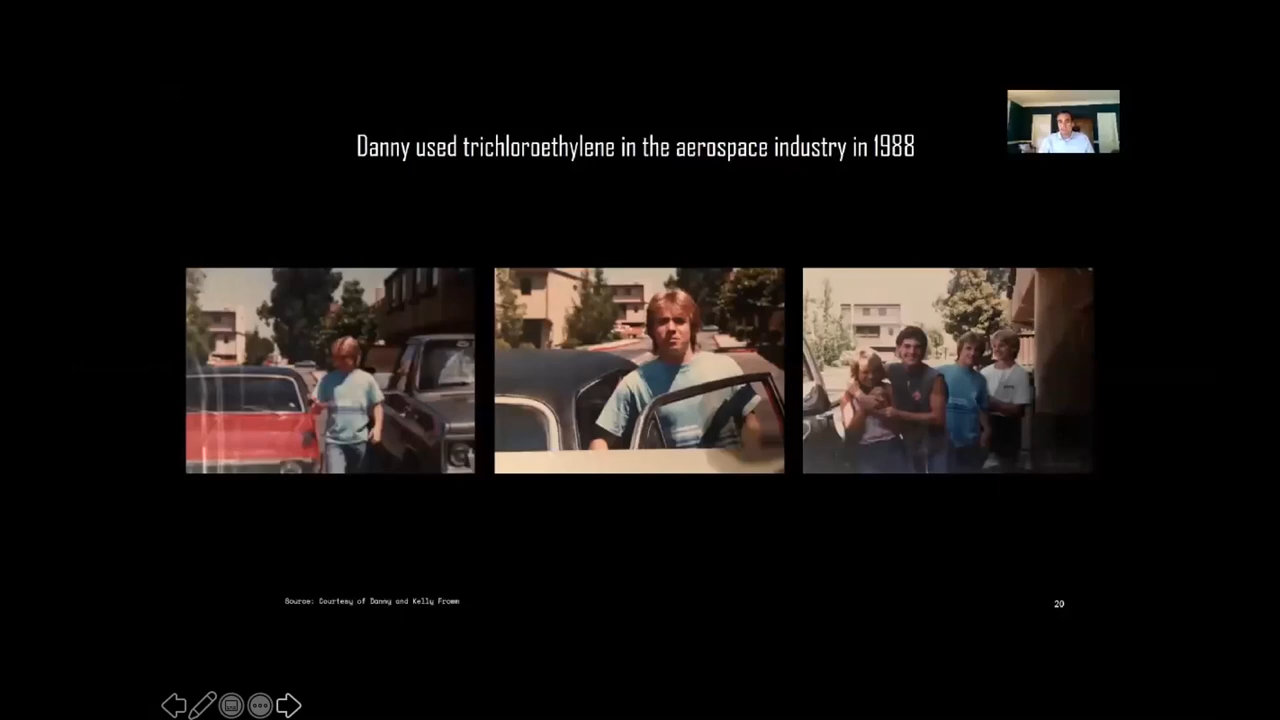 Danny used trichloroethylene in the aerospace industry in 1988
Source: Courtesy of Danny and Kelly Fromm
20